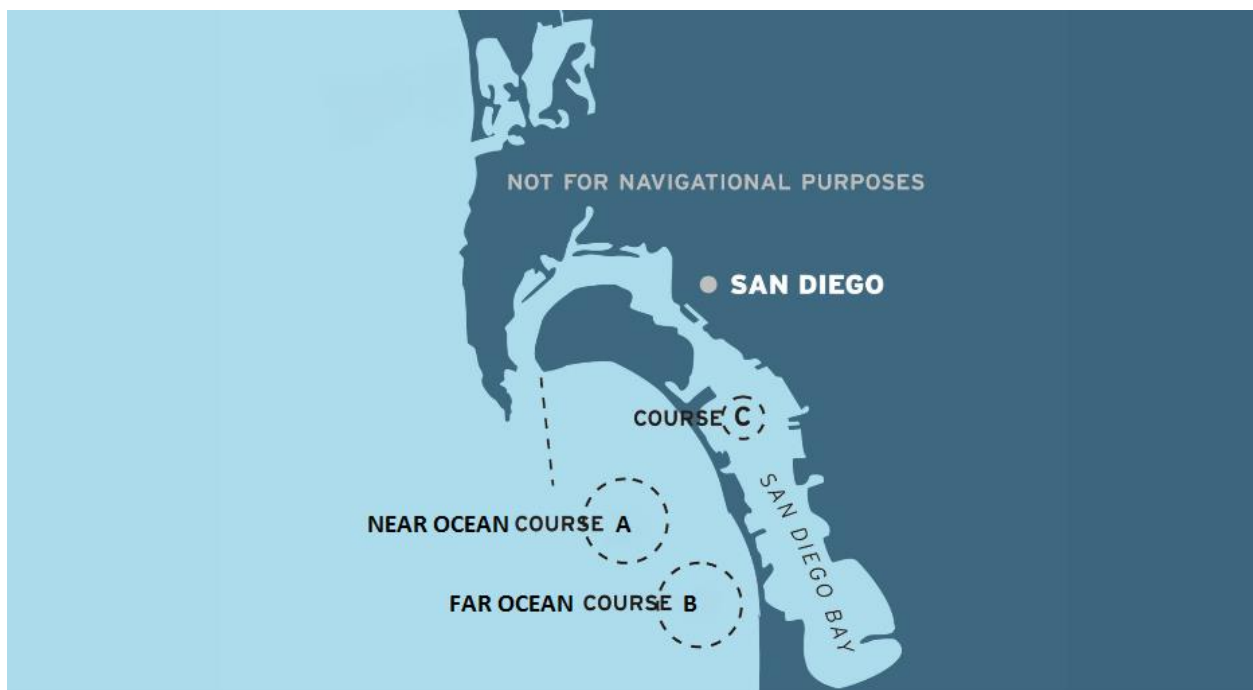 NOT FOR NAVIGATIONAL PURPOSES
SAN DIEGO
COURSE C
NEAR OCEAN COURSE A
SAN DIEGO BAY
FAR OCEAN COURSE B